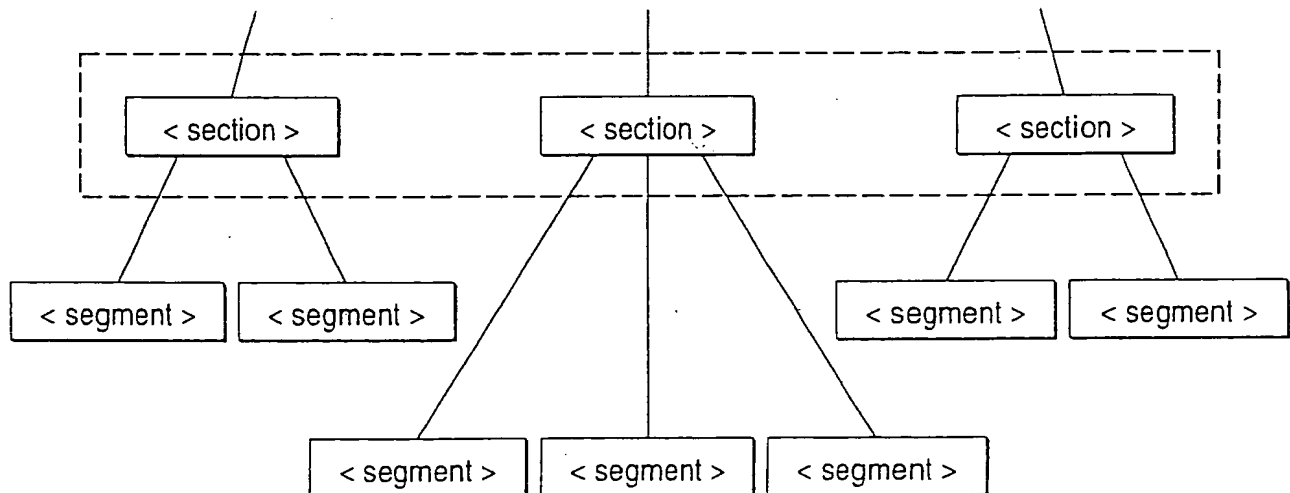 < section >
< section >
< section >
< segment >
< segment >
< segment >
< segment >
< segment >
< segment >
< segment >